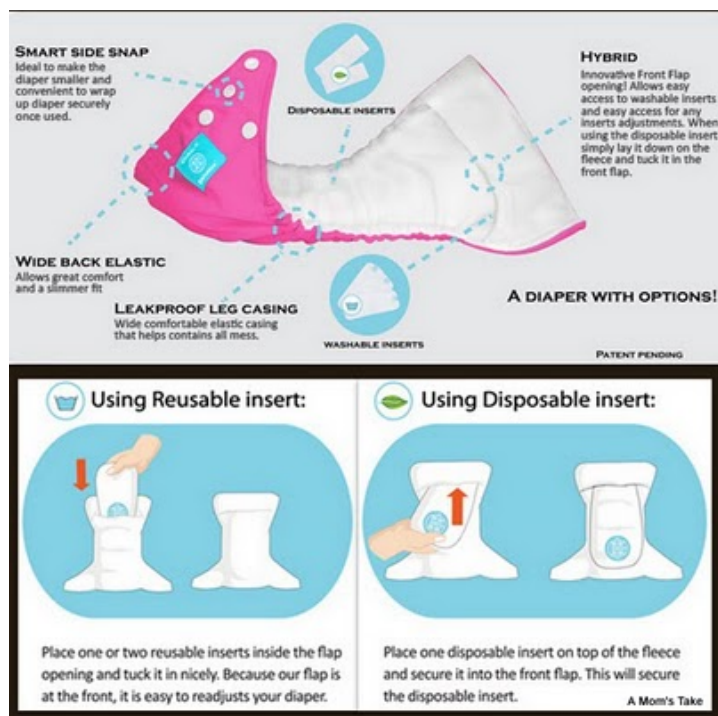 SMART SIDE SNAP
Ideal to make the
diaper smaller and
convenient to wrap
up diaper securely
once used.
DISPOSABLE INSERTS
HYBRID
Innovative Front Flap
opening! Allows easy
access to washable inserts
and easy access for any
inserts adjustments. When
using the disposable insert
simply lay it down on the
fleece and tuck it in the
front flap.
WIDE BACK ELASTIC
Allows great comfort
and a slimmer fit
LEAKPROOF LEG CASING
Wide comfortable elastic casing
that helps contains all mess.
WASHABLE INSERTS
A DIAPER WITH OPTIONS!
PATENT PENDING
Using Reusable insert:
Place one or two reusable inserts inside the flap
opening and tuck it in nicely. Because our flap is
at the front, it is easy to readjusts your diaper.
Using Disposable insert:
Place one disposable insert on top of the fleece
and secure it into the front flap. This will secure
the disposable insert.
A Mom's Take